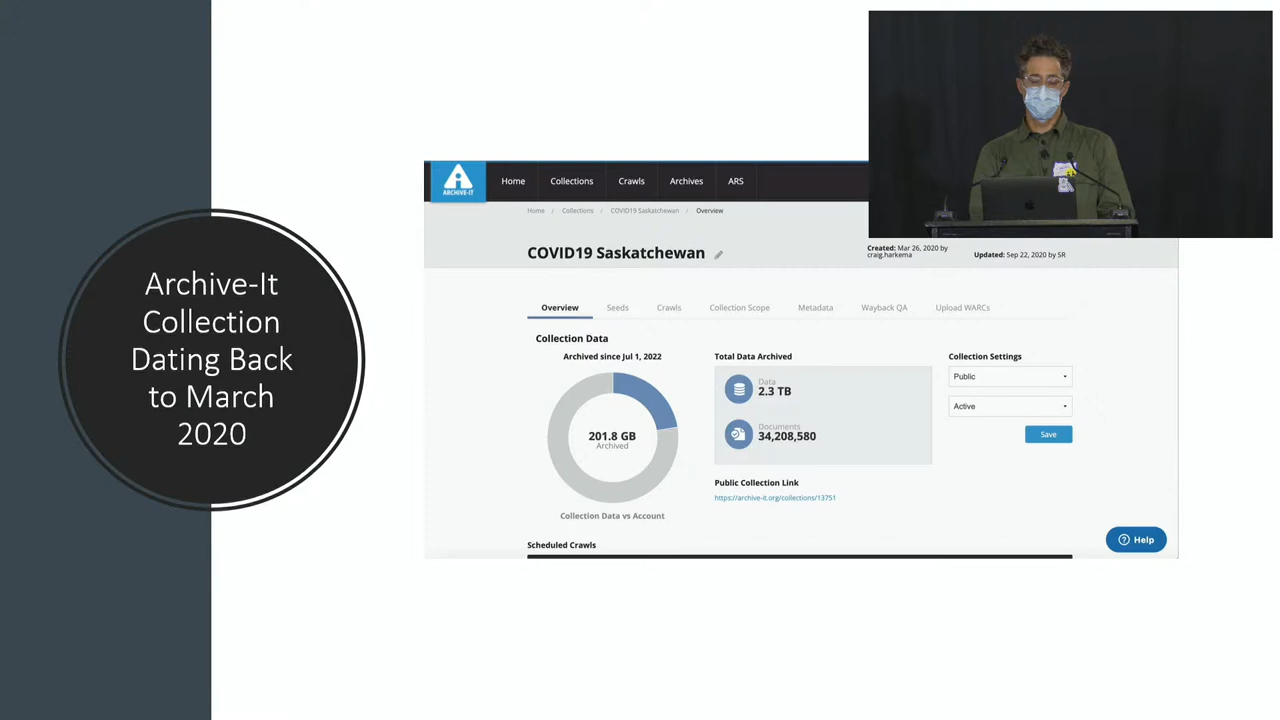 Archive-It
Collection
Dating Back
to March
2020
ARCHIVE-IT
Home
Collections
Crawls
Archives
ARS
Home / Collections / COVID19 Saskatchewan / Overview
COVID19 Saskatchewan
Created: Mar 26, 2020 by
craig.harkema
Updated: Sep 22, 2020 by SR
Overview
Seeds
Crawls
Collection Scope
Metadata
Wayback QA
Upload WARCs
Collection Data
Archived since Jul 1, 2022
201.8 GB
Archived
Collection Data vs Account
Total Data Archived
Data
2.3 TB
Documents
34,208,580
Public Collection Link
https://archive-it.org/collections/13751
Collection Settings
Public
Active
Save
Scheduled Crawls
Help